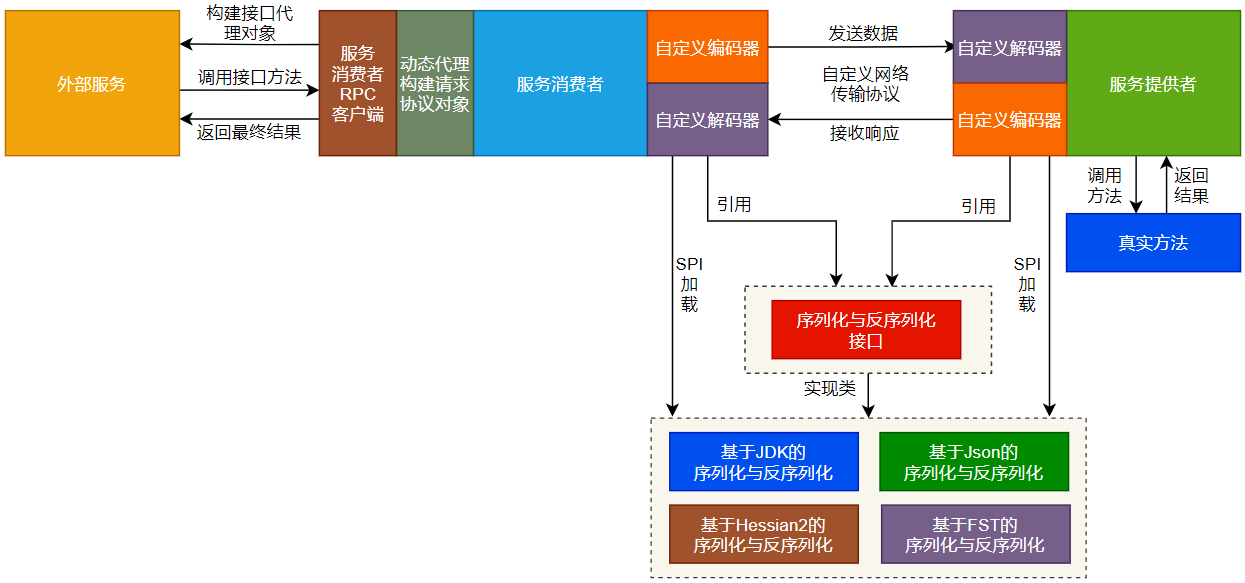 构建接口代
理对象
外部服务
调用接口方法
返回最终结果
服务
消费者
RPC
客户端
动态代理
构建请求
协议对象
服务消费者
自定义编码器
自定义解码器
发送数据
自定义网络
传输协议
接收响应
自定义解码器
自定义编码器
服务提供者
调用
方法
返回
结果
真实方法
引用
引用
SPI
加
载
SPI
加
载
序列化与反序列化
接口
实现类
基于JDK的
序列化与反序列化
基于Json的
序列化与反序列化
基于Hessian2的
序列化与反序列化
基于FST的
序列化与反序列化